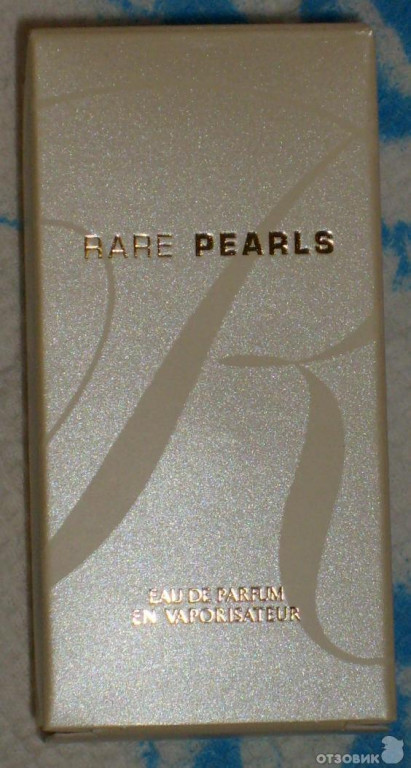 RARE PEARLS
EAU DE PARFUM
EN VAPORISATEUR
ОТЗОВИК